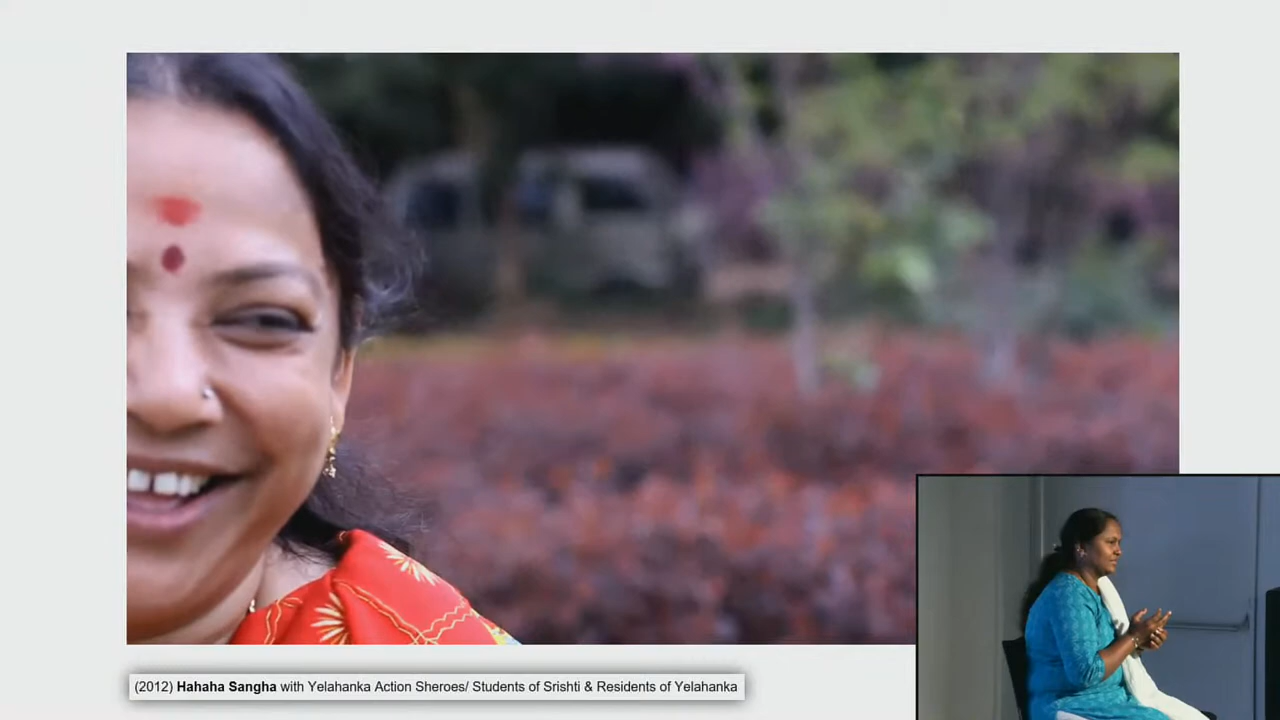 (2012) Hahaha Sangha with Yelahanka Action Sheroes/ Students of Srishti & Residents of Yelahanka